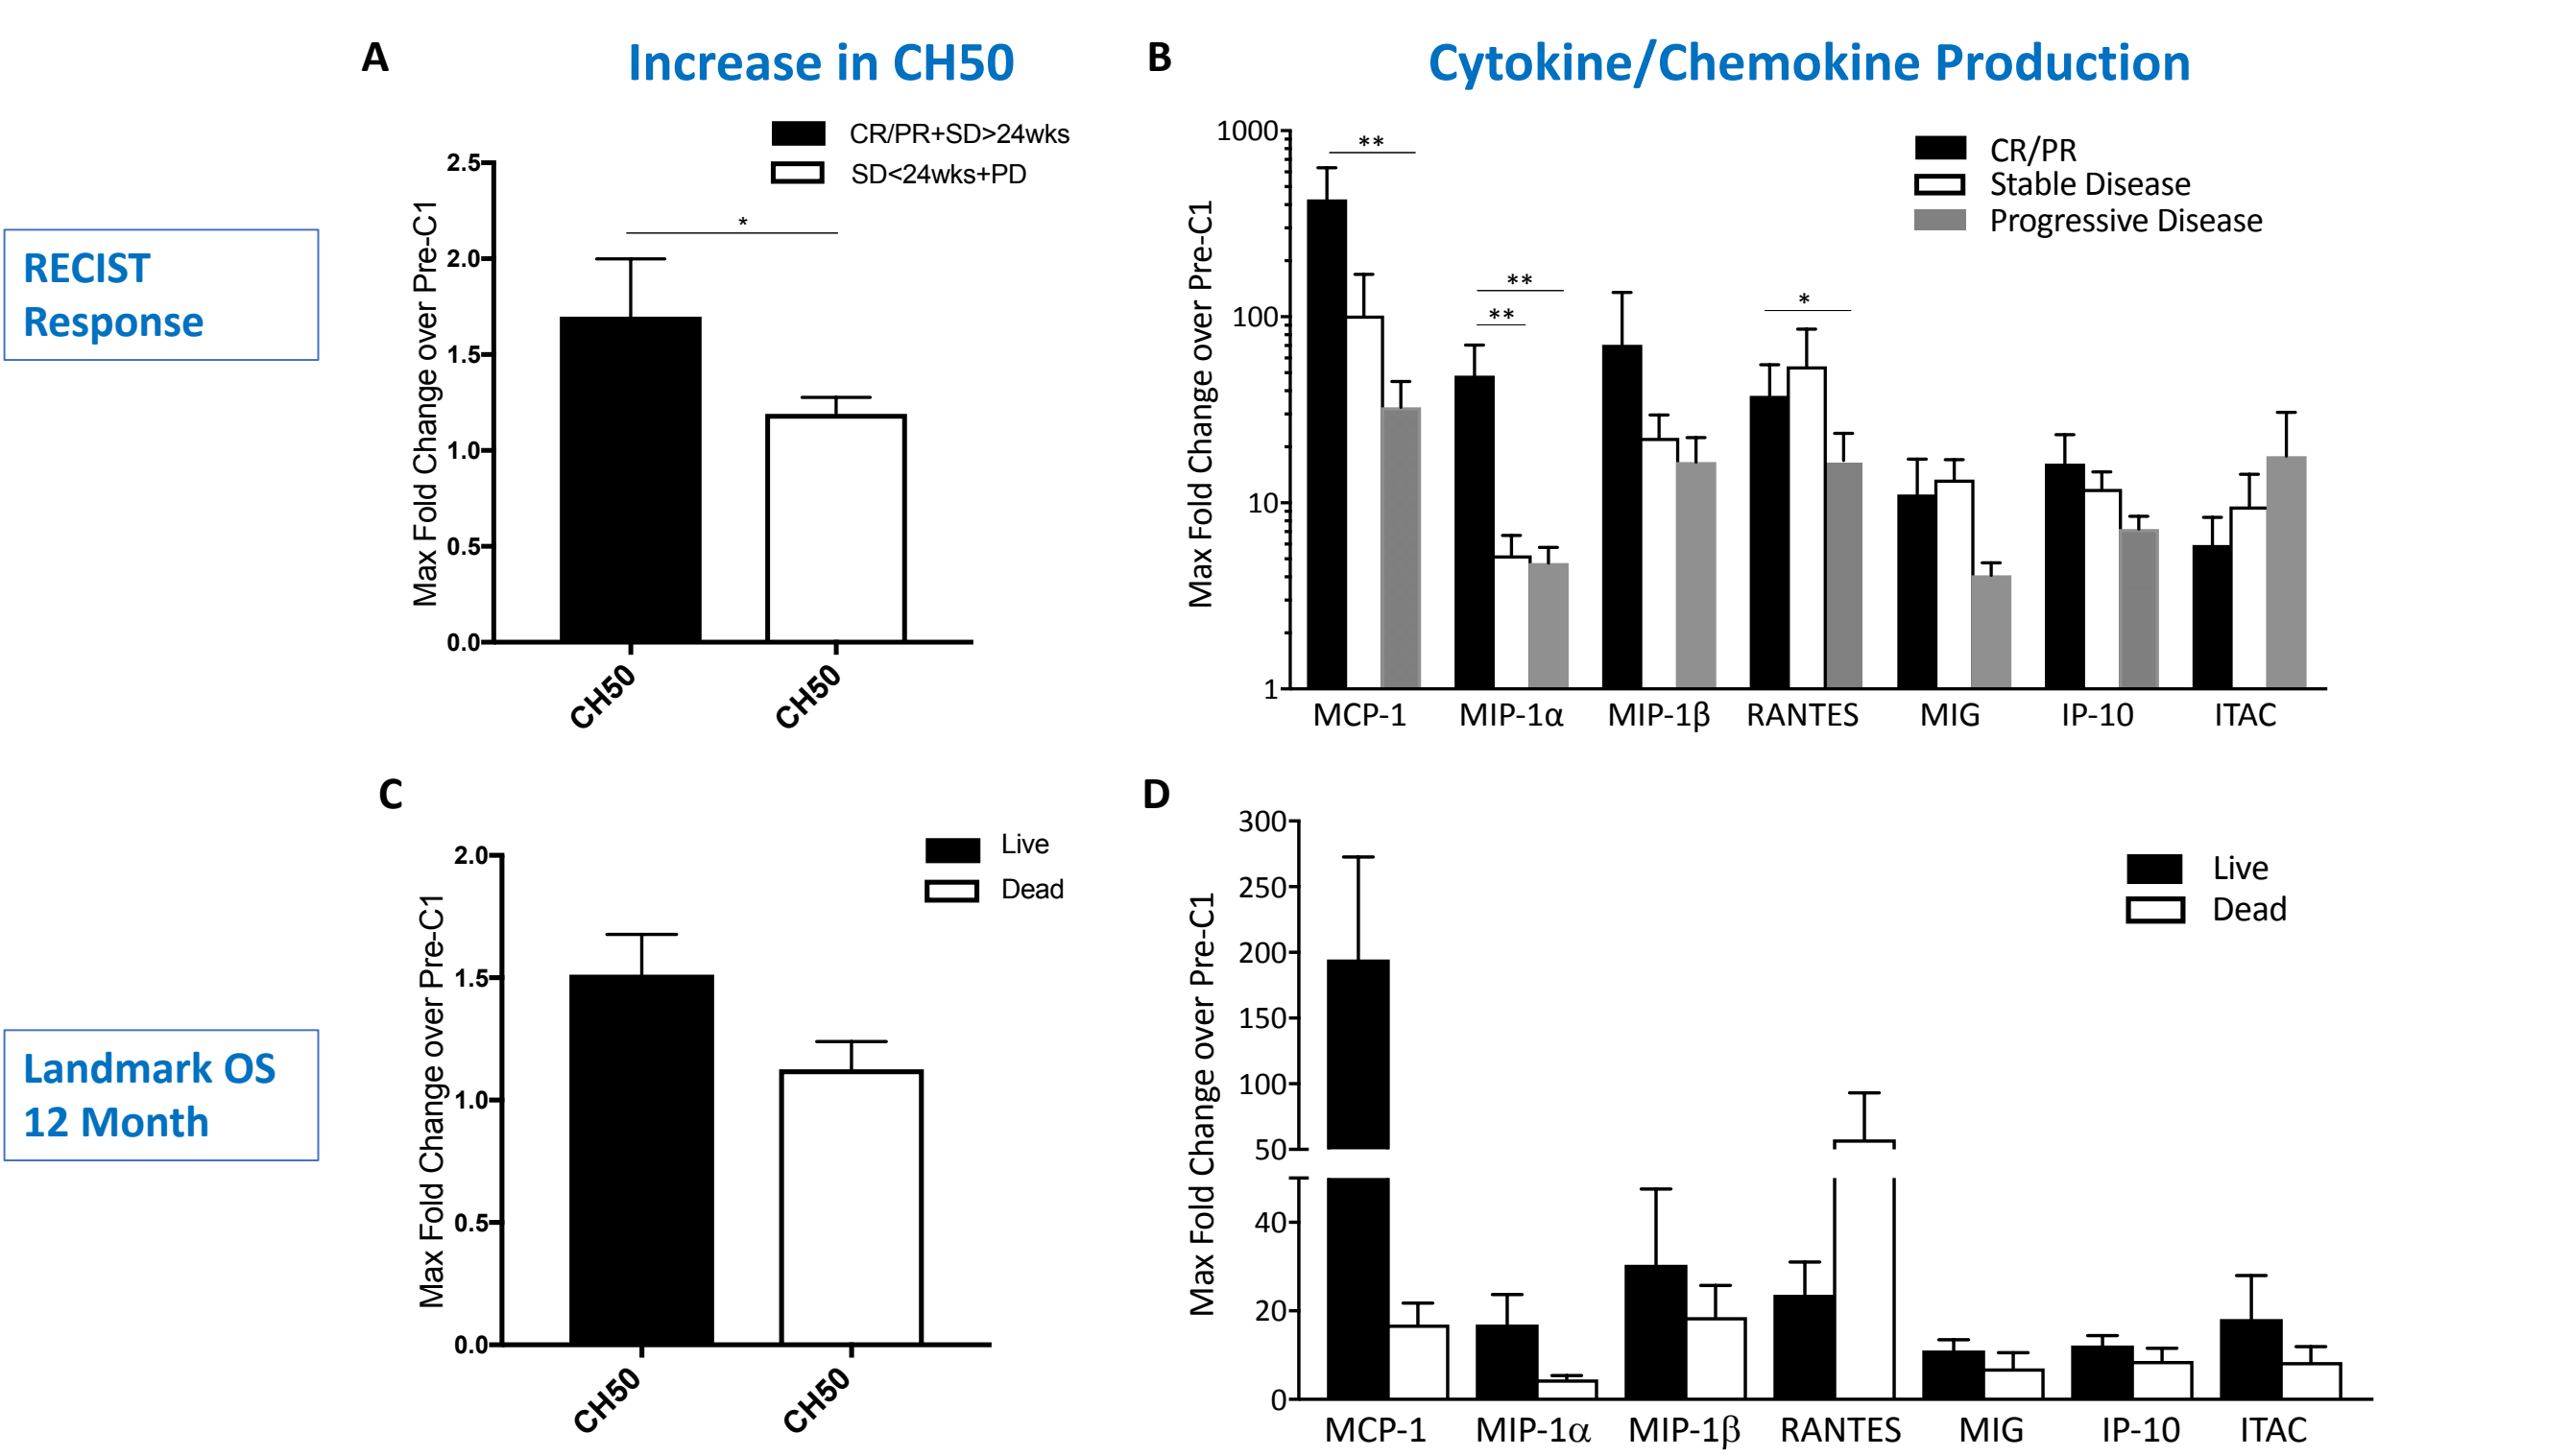 A
Increase in CH50
B
Cytokine/Chemokine Production
RECIST
Response
CR/PR+SD>24wks
SD<24wks+PD
*
Max Fold Change over Pre-C1
2.5
2.0
1.5
1.0
0.5
0.0
CH50
CH50
CR/PR
Stable Disease
Progressive Disease
**
**
**
*
Max Fold Change over Pre-C1
1000
100
10
1
MCP-1
MIP-1α
MIP-1β
RANTES
MIG
IP-10
ITAC
Landmark OS
12 Month
C
Live
Dead
Max Fold Change over Pre-C1
2.0
1.5
1.0
0.5
0.0
CH50
CH50
D
Live
Dead
Max Fold Change over Pre-C1
300
250
200
150
100
50
40
20
0
MCP-1
MIP-1α
MIP-1β
RANTES
MIG
IP-10
ITAC